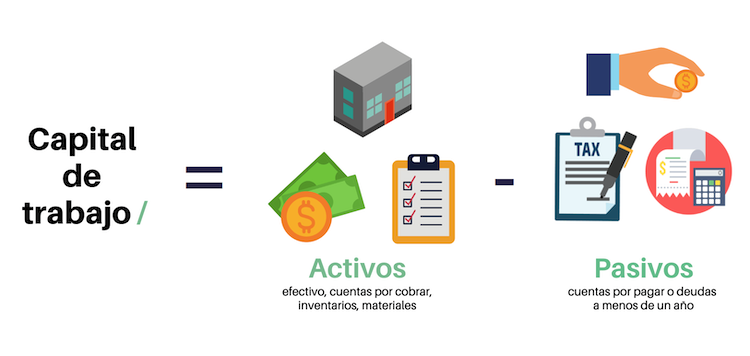 Capital
de
trabajo /
=
-
$
TAX
$
$
Activos
efectivo, cuentas por cobrar,
inventarios, materiales
Pasivos
cuentas por pagar o deudas
a menos de un año